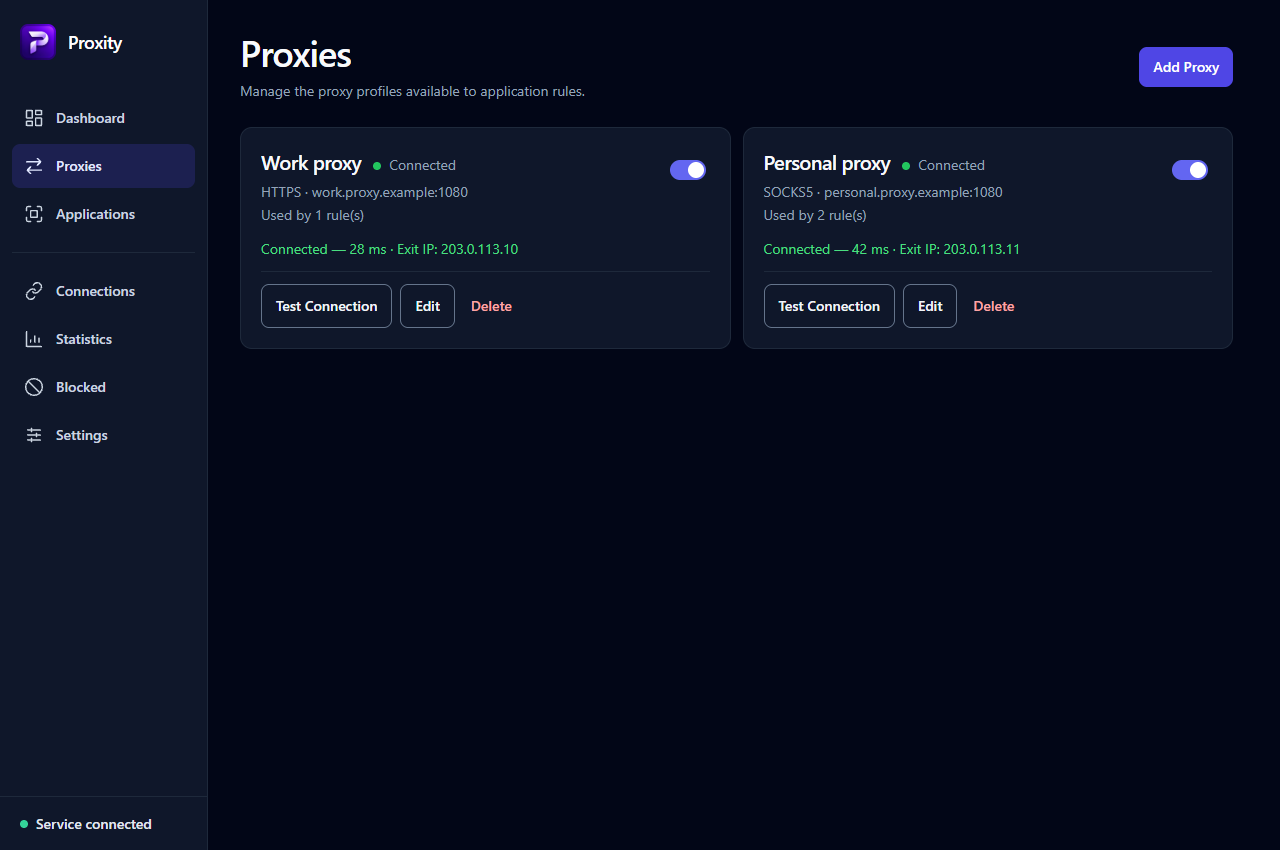 Proxity
Dashboard
Proxies
Applications
Connections
Statistics
Blocked
Settings
Service connected
Proxies
Manage the proxy profiles available to application rules.
Add Proxy
Work proxy Connected
HTTPS · work.proxy.example:1080
Used by 1 rule(s)
Connected — 28 ms · Exit IP: 203.0.113.10
Test Connection Edit Delete
Personal proxy Connected
SOCKS5 · personal.proxy.example:1080
Used by 2 rule(s)
Connected — 42 ms · Exit IP: 203.0.113.11
Test Connection Edit Delete